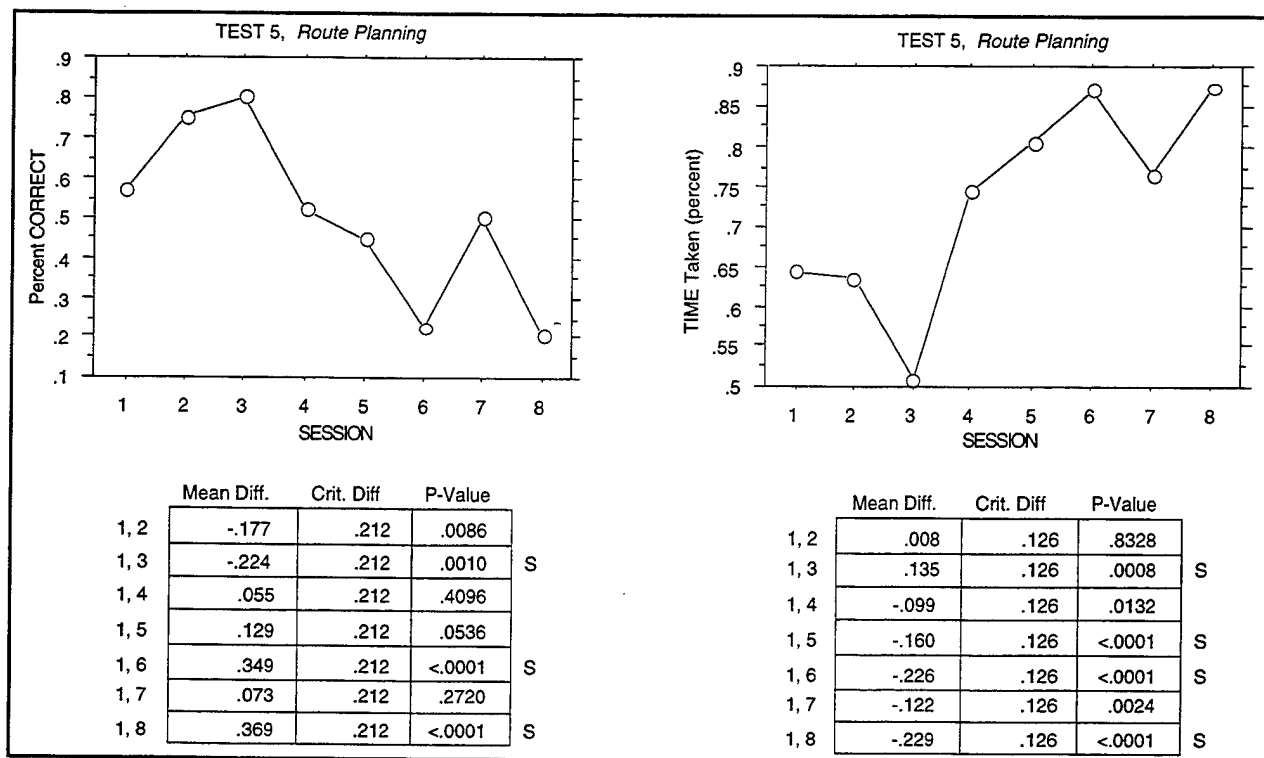 TEST 5, Route Planning
.9
.8
.7
.6
.5
.4
.3
.2
.1
Percent CORRECT
1 2 3 4 5 6 7 8
SESSION
Mean Diff. Crit. Diff P-Value
1, 2 -.177 .212 .0086
1, 3 -.224 .212 .0010 S
1, 4 .055 .212 .4096
1, 5 .129 .212 .0536
1, 6 .349 .212 <.0001 S
1, 7 .073 .212 .2720
1, 8 .369 .212 <.0001 S
TEST 5, Route Planning
.9
.85
.8
.75
.7
.65
.6
.55
.5
TIME Taken (percent)
1 2 3 4 5 6 7 8
SESSION
Mean Diff. Crit. Diff P-Value
1, 2 .008 .126 .8328
1, 3 .135 .126 .0008 S
1, 4 -.099 .126 .0132
1, 5 -.160 .126 <.0001 S
1, 6 -.226 .126 <.0001 S
1, 7 -.122 .126 .0024
1, 8 -.229 .126 <.0001 S